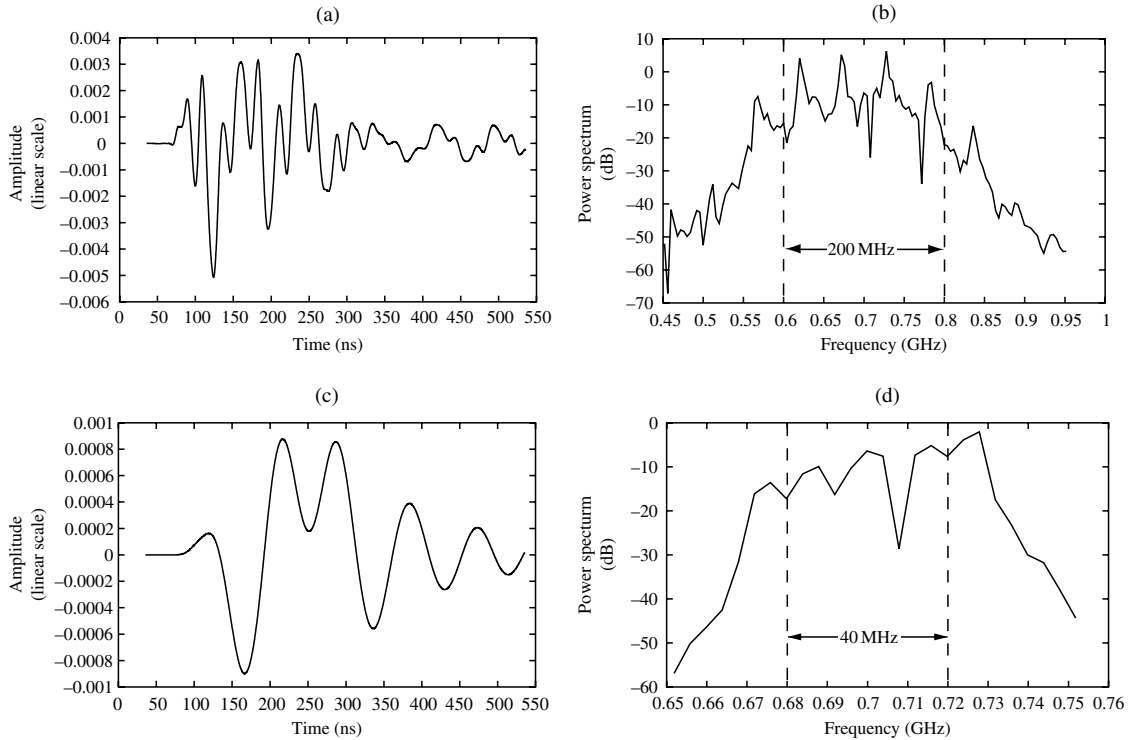 (a)
0.004
0.003
0.002
0.001
0
−0.001
−0.002
−0.003
−0.004
−0.005
−0.006
Amplitude
(linear scale)
0 50 100 150 200 250 300 350 400 450 500 550
Time (ns)
(b)
10
0
−10
−20
−30
−40
−50
−60
−70
Power spectrum
(dB)
200 MHz
0.45 0.5 0.55 0.6 0.65 0.7 0.75 0.8 0.85 0.9 0.95 1
Frequency (GHz)
(c)
0.001
0.0008
0.0006
0.0004
0.0002
0
−0.0002
−0.0004
−0.0006
−0.0008
−0.001
Amplitude
(linear scale)
0 50 100 150 200 250 300 350 400 450 500 550
Time (ns)
(d)
0
−10
−20
−30
−40
−50
−60
Power specturm
(dB)
40 MHz
0.65 0.66 0.67 0.68 0.69 0.7 0.71 0.72 0.73 0.74 0.75 0.76
Frequency (GHz)